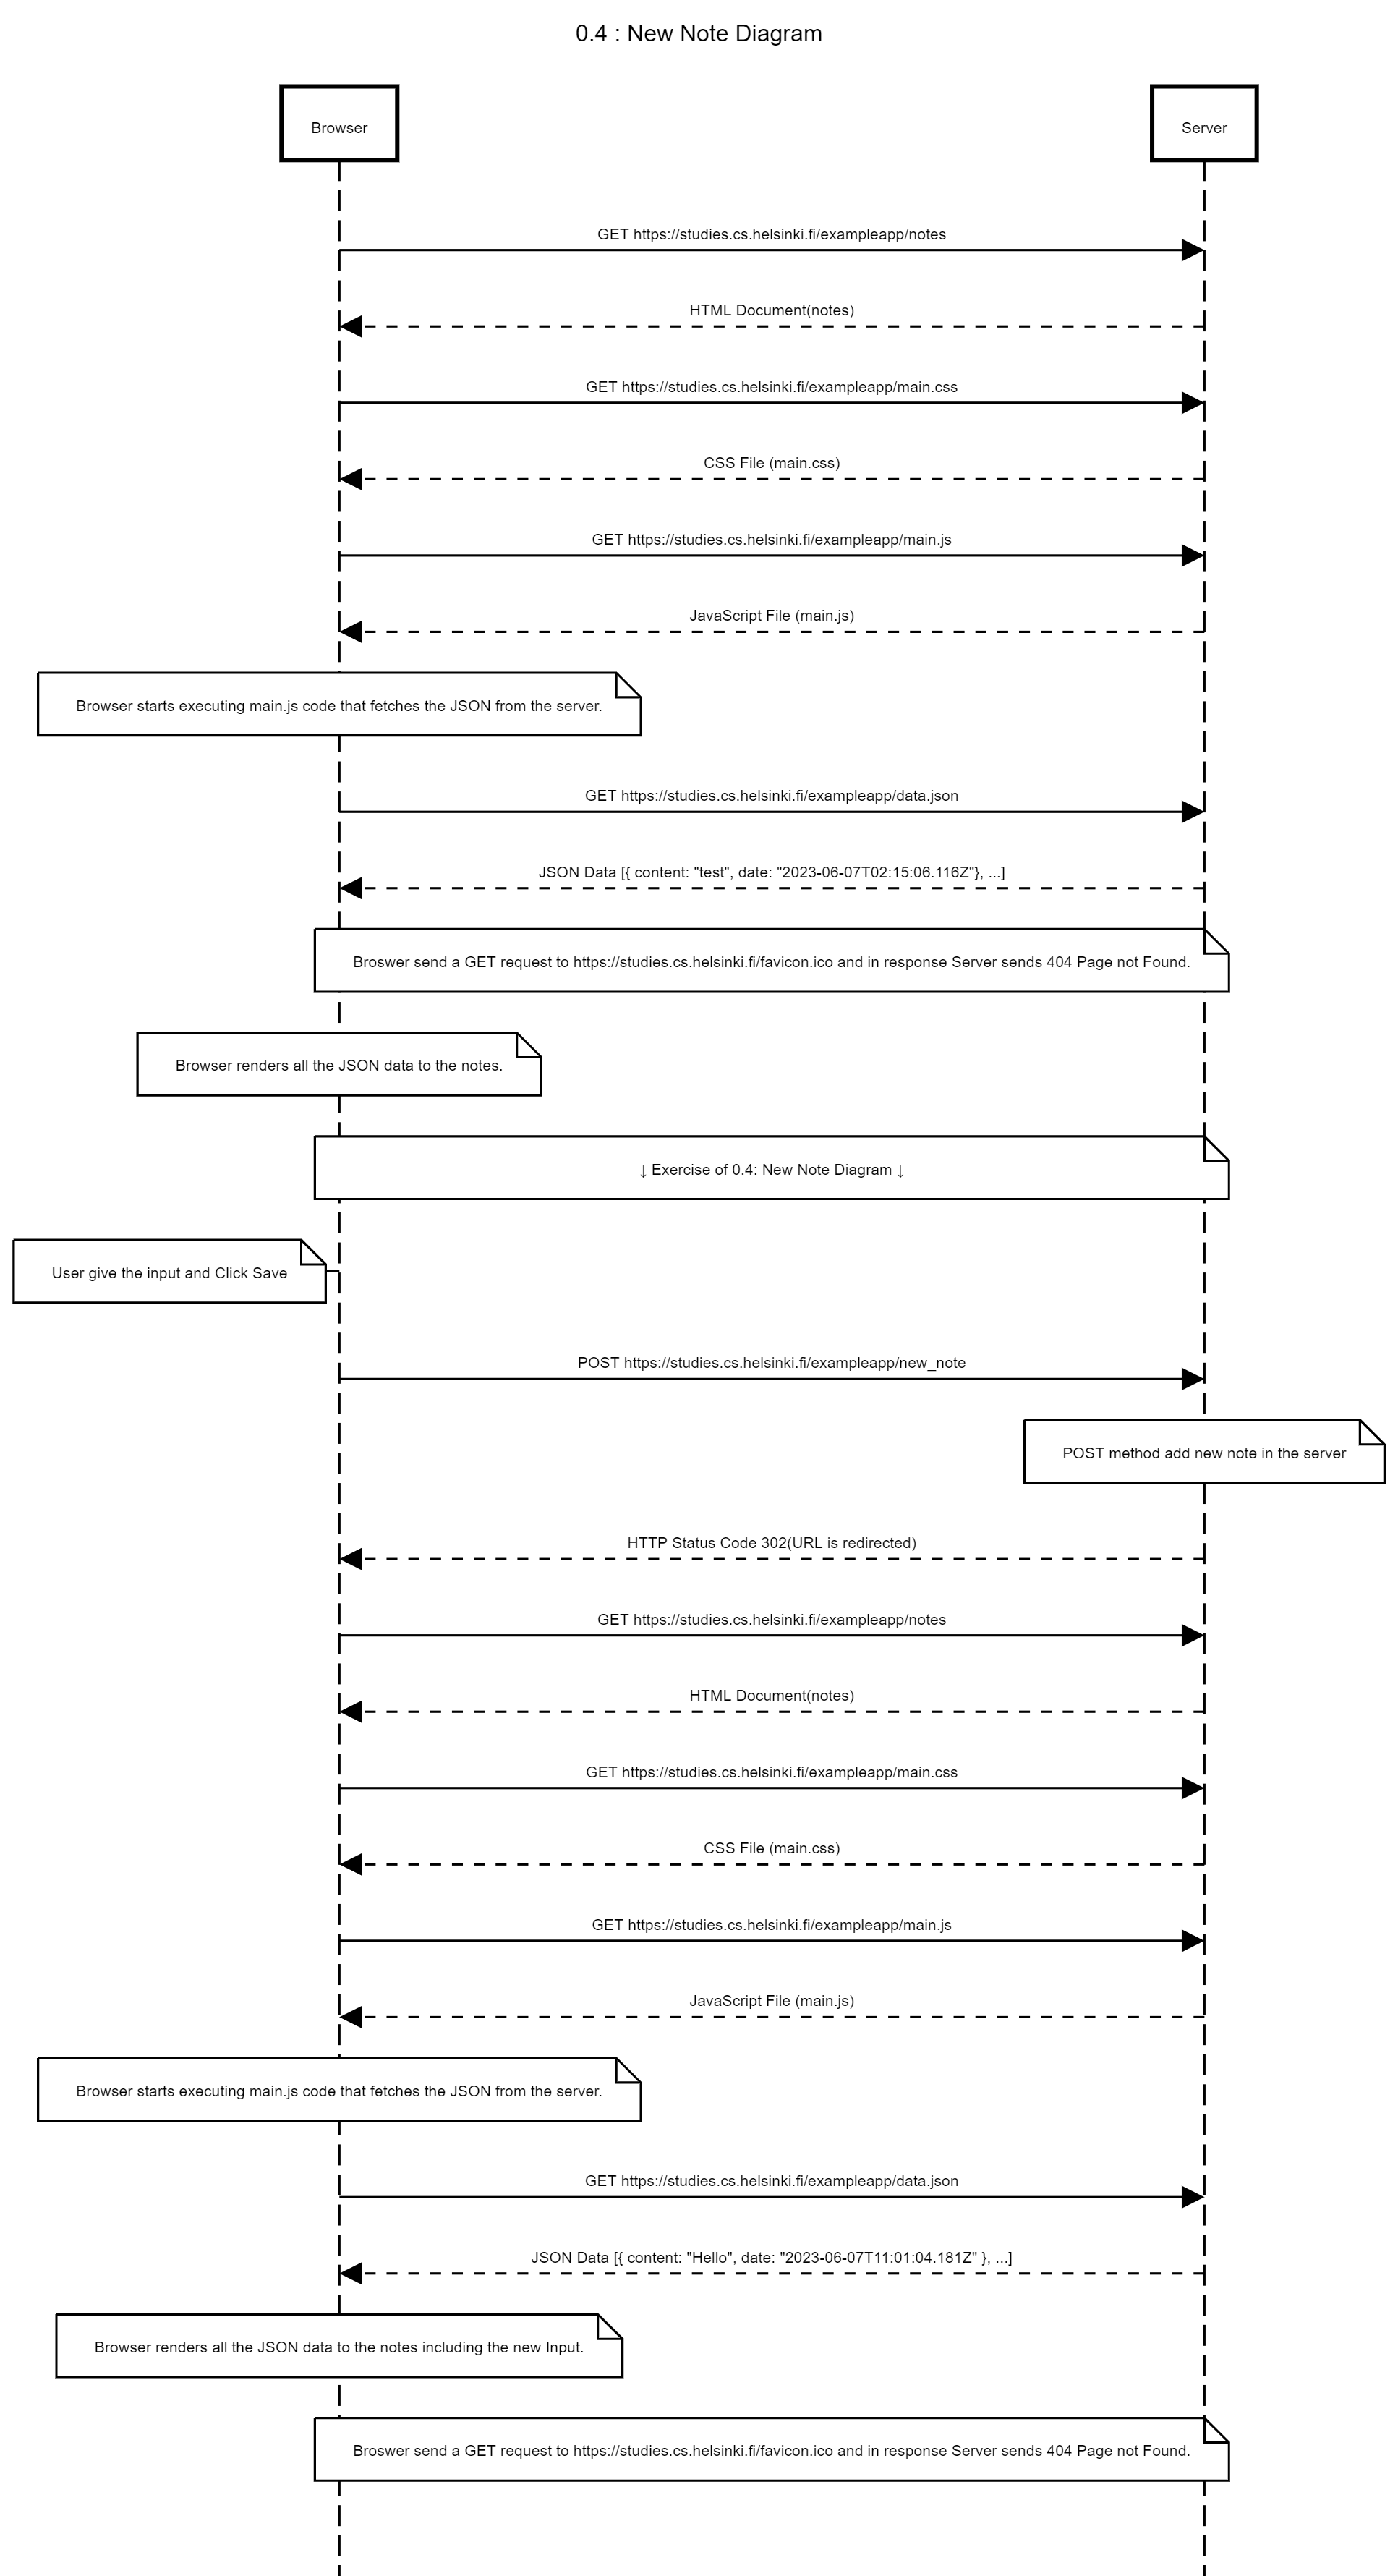 0.4 : New Note Diagram
Browser
Server
GET https://studies.cs.helsinki.fi/exampleapp/notes
HTML Document(notes)
GET https://studies.cs.helsinki.fi/exampleapp/main.css
CSS File (main.css)
GET https://studies.cs.helsinki.fi/exampleapp/main.js
JavaScript File (main.js)
Browser starts executing main.js code that fetches the JSON from the server.
GET https://studies.cs.helsinki.fi/exampleapp/data.json
JSON Data [{ content: "test", date: "2023-06-07T02:15:06.116Z"}, ...]
Broswer send a GET request to https://studies.cs.helsinki.fi/favicon.ico and in response Server sends 404 Page not Found.
Browser renders all the JSON data to the notes.
↓ Exercise of 0.4: New Note Diagram ↓
User give the input and Click Save
POST https://studies.cs.helsinki.fi/exampleapp/new_note
POST method add new note in the server
HTTP Status Code 302(URL is redirected)
GET https://studies.cs.helsinki.fi/exampleapp/notes
HTML Document(notes)
GET https://studies.cs.helsinki.fi/exampleapp/main.css
CSS File (main.css)
GET https://studies.cs.helsinki.fi/exampleapp/main.js
JavaScript File (main.js)
Browser starts executing main.js code that fetches the JSON from the server.
GET https://studies.cs.helsinki.fi/exampleapp/data.json
JSON Data [{ content: "Hello", date: "2023-06-07T11:01:04.181Z" }, ...]
Browser renders all the JSON data to the notes including the new Input.
Broswer send a GET request to https://studies.cs.helsinki.fi/favicon.ico and in response Server sends 404 Page not Found.